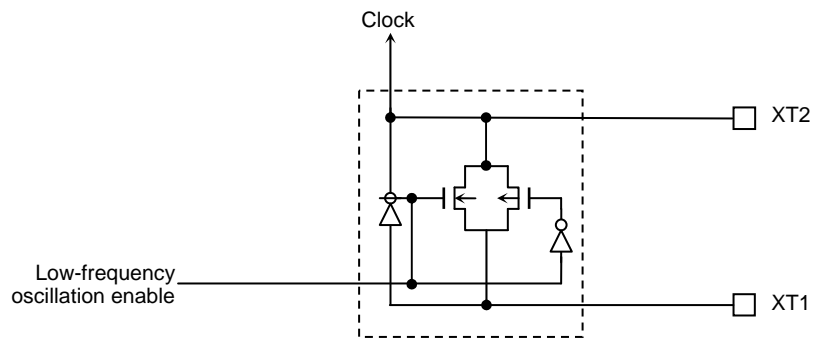 Clock
XT2
Low-frequency
oscillation enable
XT1